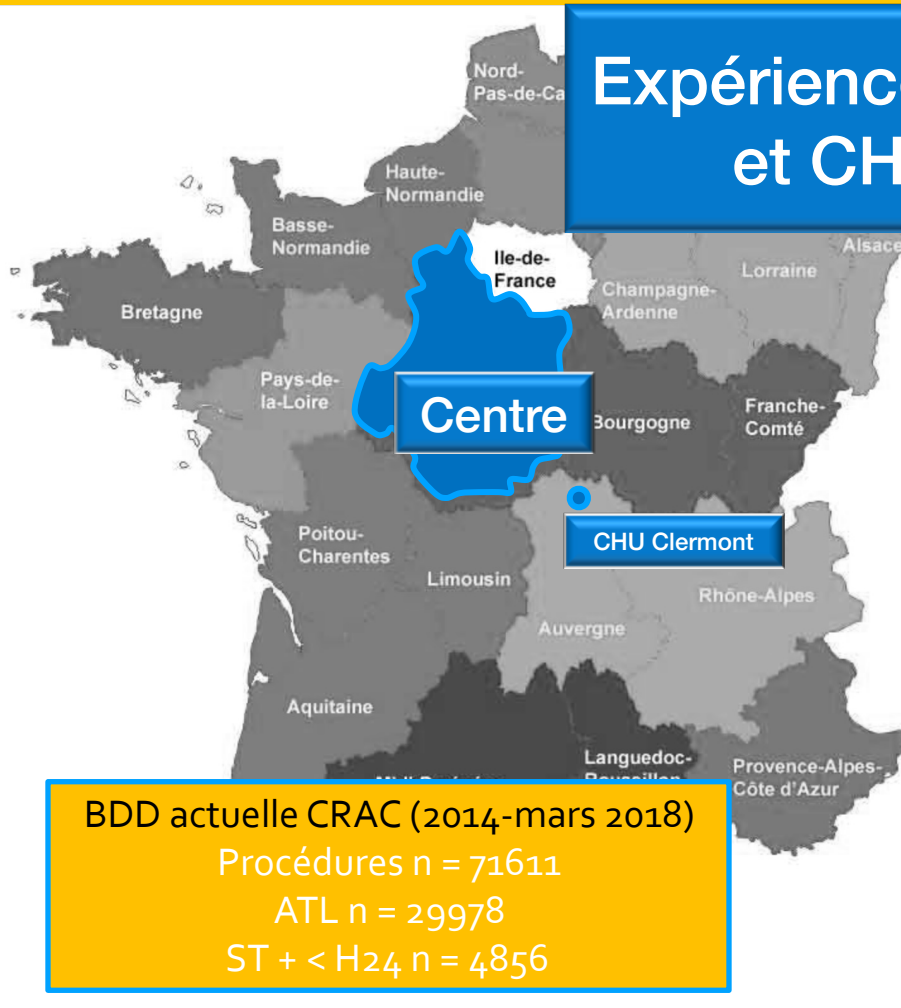 Expérience
et CH
Nord-
Pas-de-Ca
Haute-
Normandie
Basse-
Normandie
Ile-de-
France
Alsace
Lorraine
Champagne-
Ardenne
Bretagne
Pays-de-
la-Loire
Centre
Bourgogne
Franche-
Comté
CHU Clermont
Poitou-
Charentes
Limousin
Rhône-Alpes
Auvergne
Aquitaine
Languedoc-
Provence-Alpes-
Côte d'Azur
BDD actuelle CRAC (2014-mars 2018)
Procédures n = 71611
ATL n = 29978
ST + < H24 n = 4856